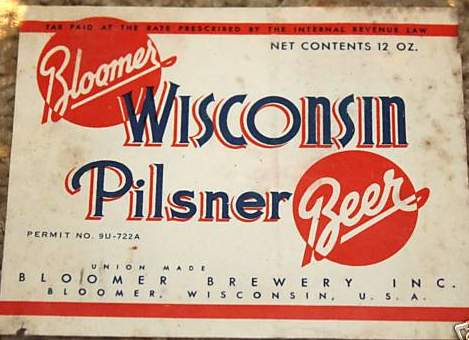 TAX PAID AT THE RATE PRESCRIBED BY THE INTERNAL REVENUE LAW
NET CONTENTS 12 OZ.
Bloomer
WISCONSIN
Pilsner
Beer
PERMIT NO. 9U-722A
UNION MADE
BLOOMER BREWERY INC.
BLOOMER, WISCONSIN, U.S.A.